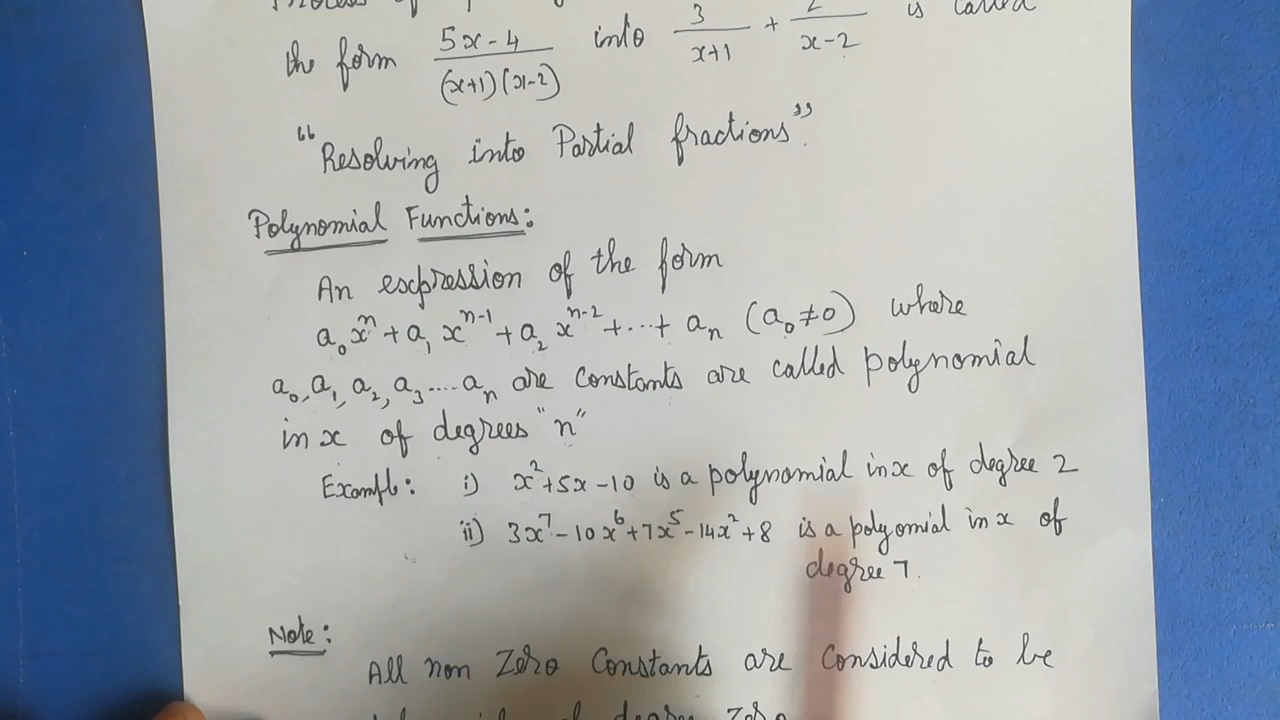 the form 5x-4/(x+1)(x-2) into 3/x+1 + 2/x-2 is called
“Resolving into Partial fractions”.
Polynomial Functions:
An expression of the form
a₀xⁿ + a₁xⁿ⁻¹ + a₂xⁿ⁻² + ... + aₙ (a₀≠0) where
a₀, a₁, a₂, a₃ .... aₙ are constants are called polynomial
in x of degrees "n"
Example: i) x²+5x-10 is a polynomial in x of degree 2
ii) 3x⁷-10x⁶+7x⁵-14x²+8 is a polyomial in x of
degree 7.
Note:
All non Zero Constants are Considered to be
degree Zero